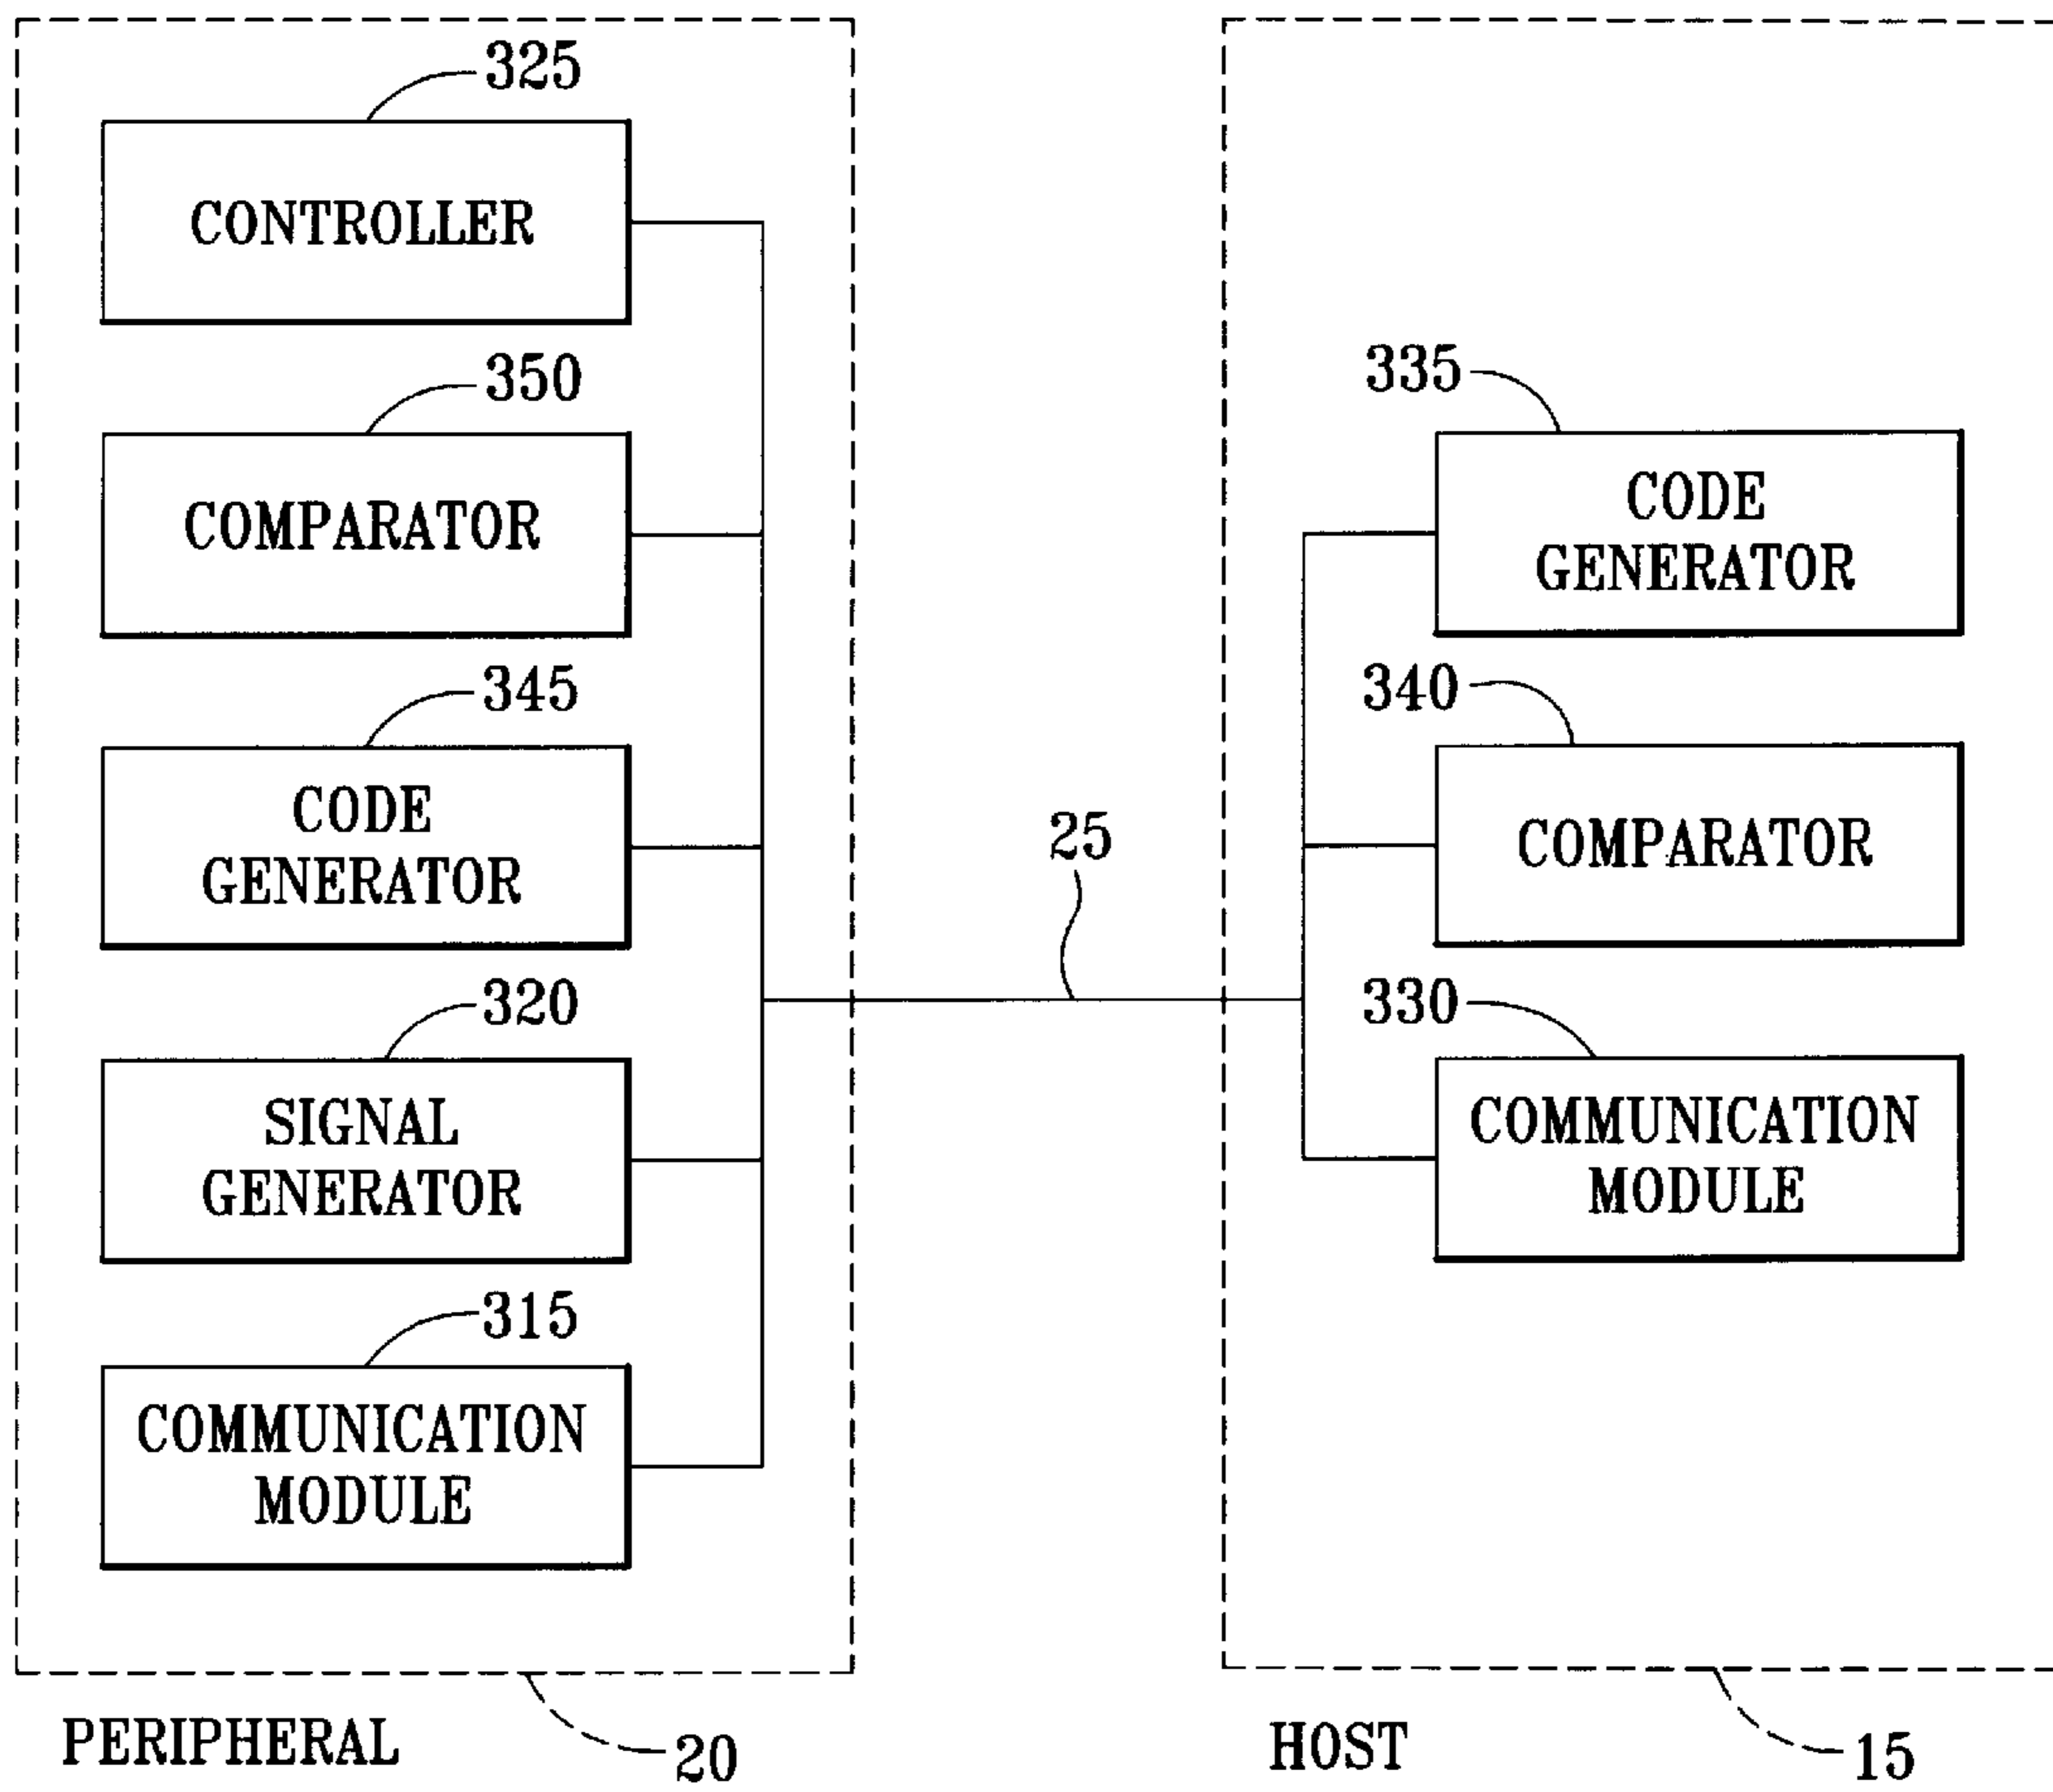 325
CONTROLLER
350
COMPARATOR
345
CODE
GENERATOR
320
SIGNAL
GENERATOR
315
COMMUNICATION
MODULE
PERIPHERAL
20
25
335
CODE
GENERATOR
340
COMPARATOR
330
COMMUNICATION
MODULE
HOST
15